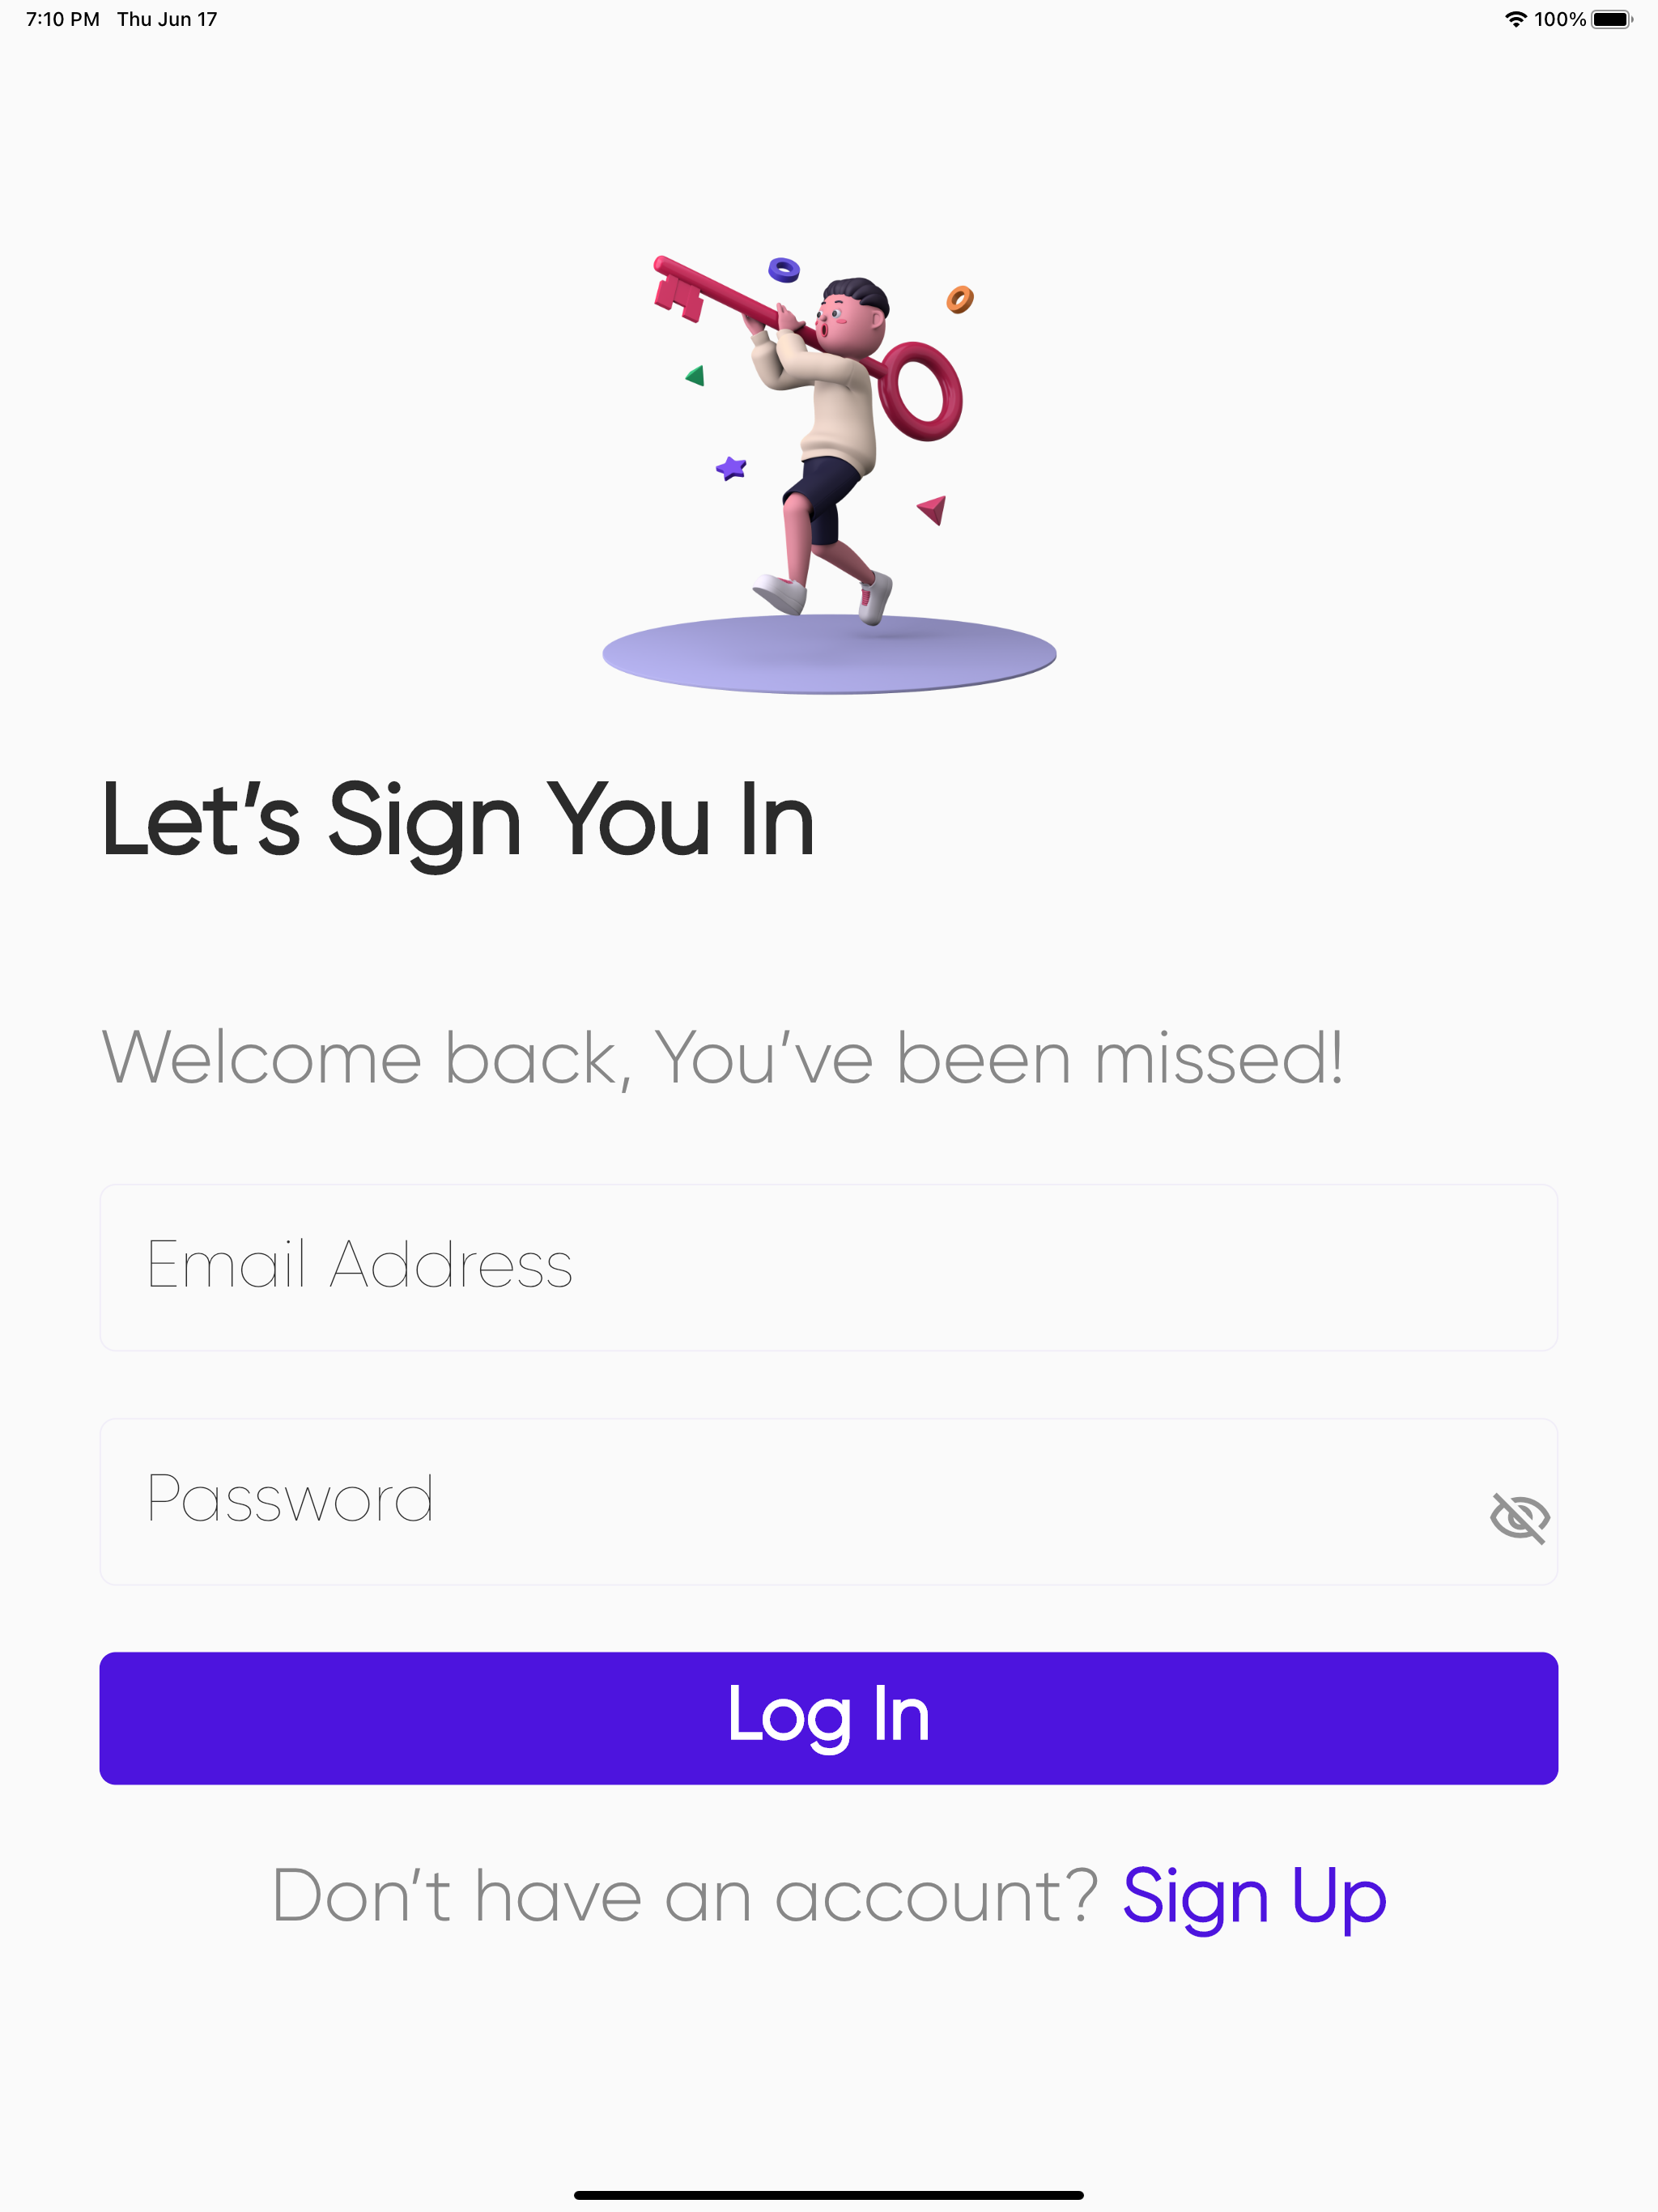 7:10 PM Thu Jun 17 100%
Let’s Sign You In
Welcome back, You’ve been missed!
Email Address
Password
Log In
Don’t have an account? Sign Up